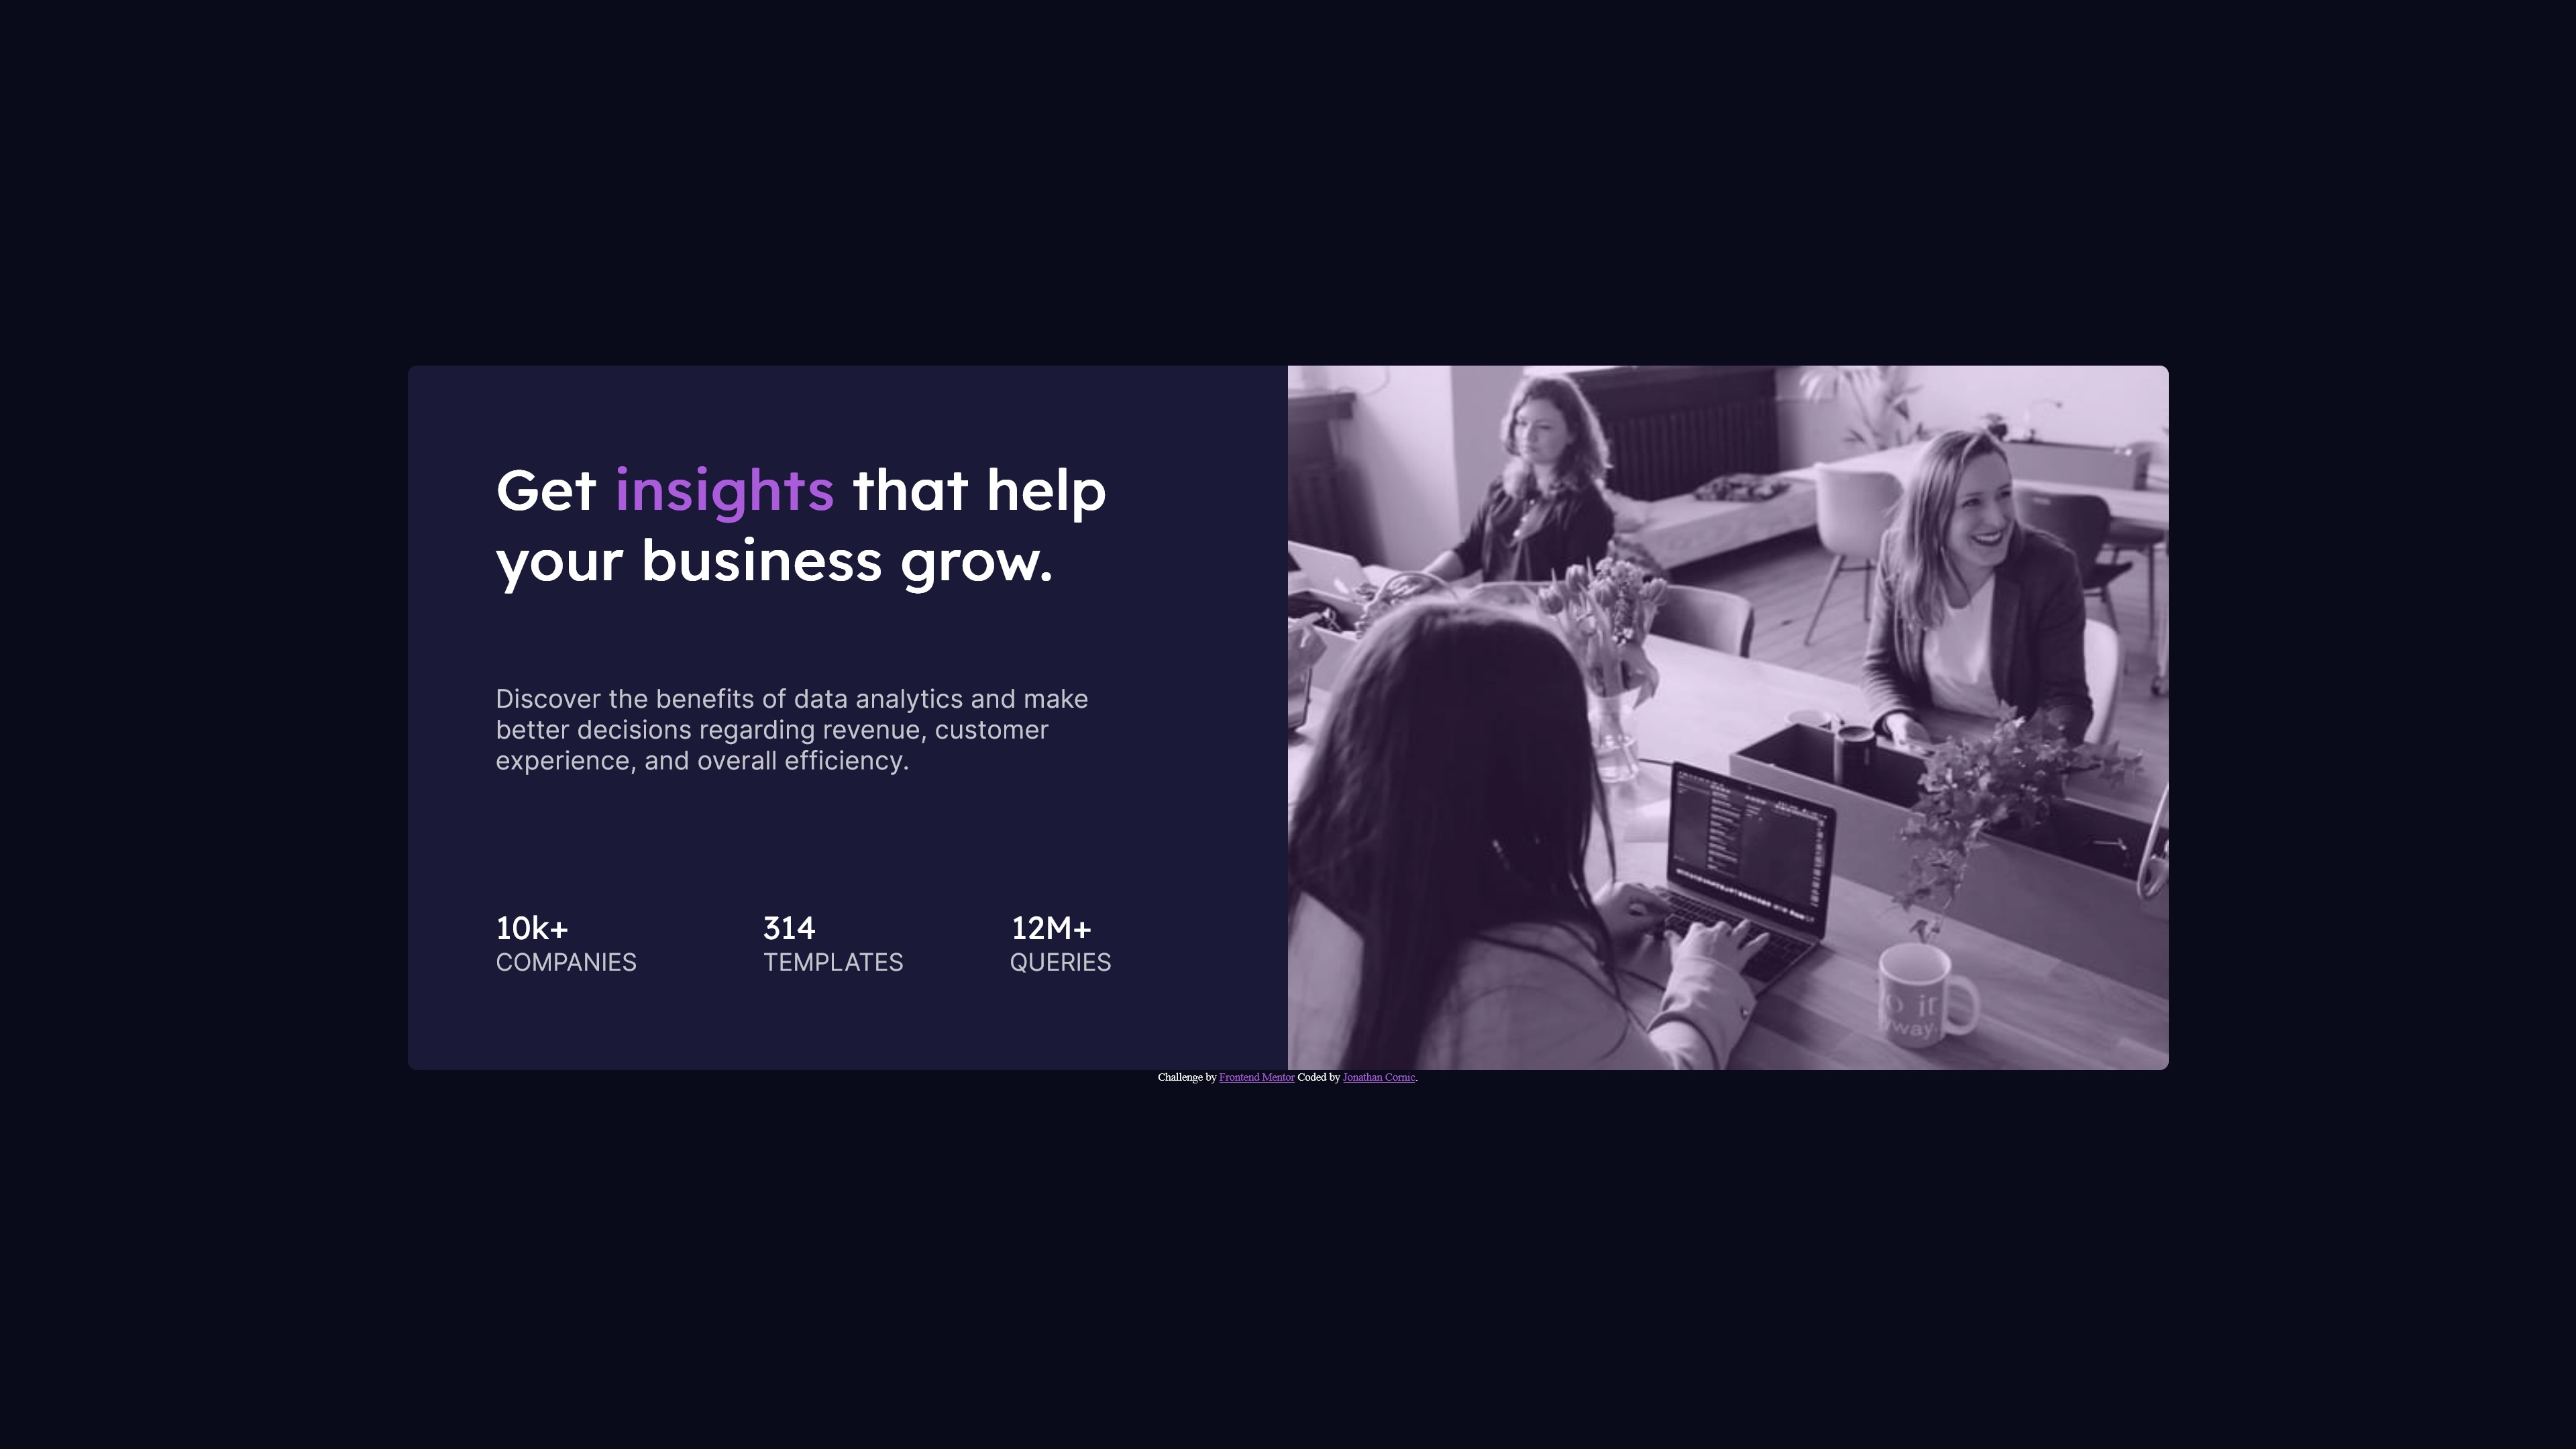 Get insights that help
your business grow.
Discover the benefits of data analytics and make
better decisions regarding revenue, customer
experience, and overall efficiency.
10k+ 314 12M+
COMPANIES TEMPLATES QUERIES
Challenge by Frontend Mentor Coded by Jonathan Cornic.